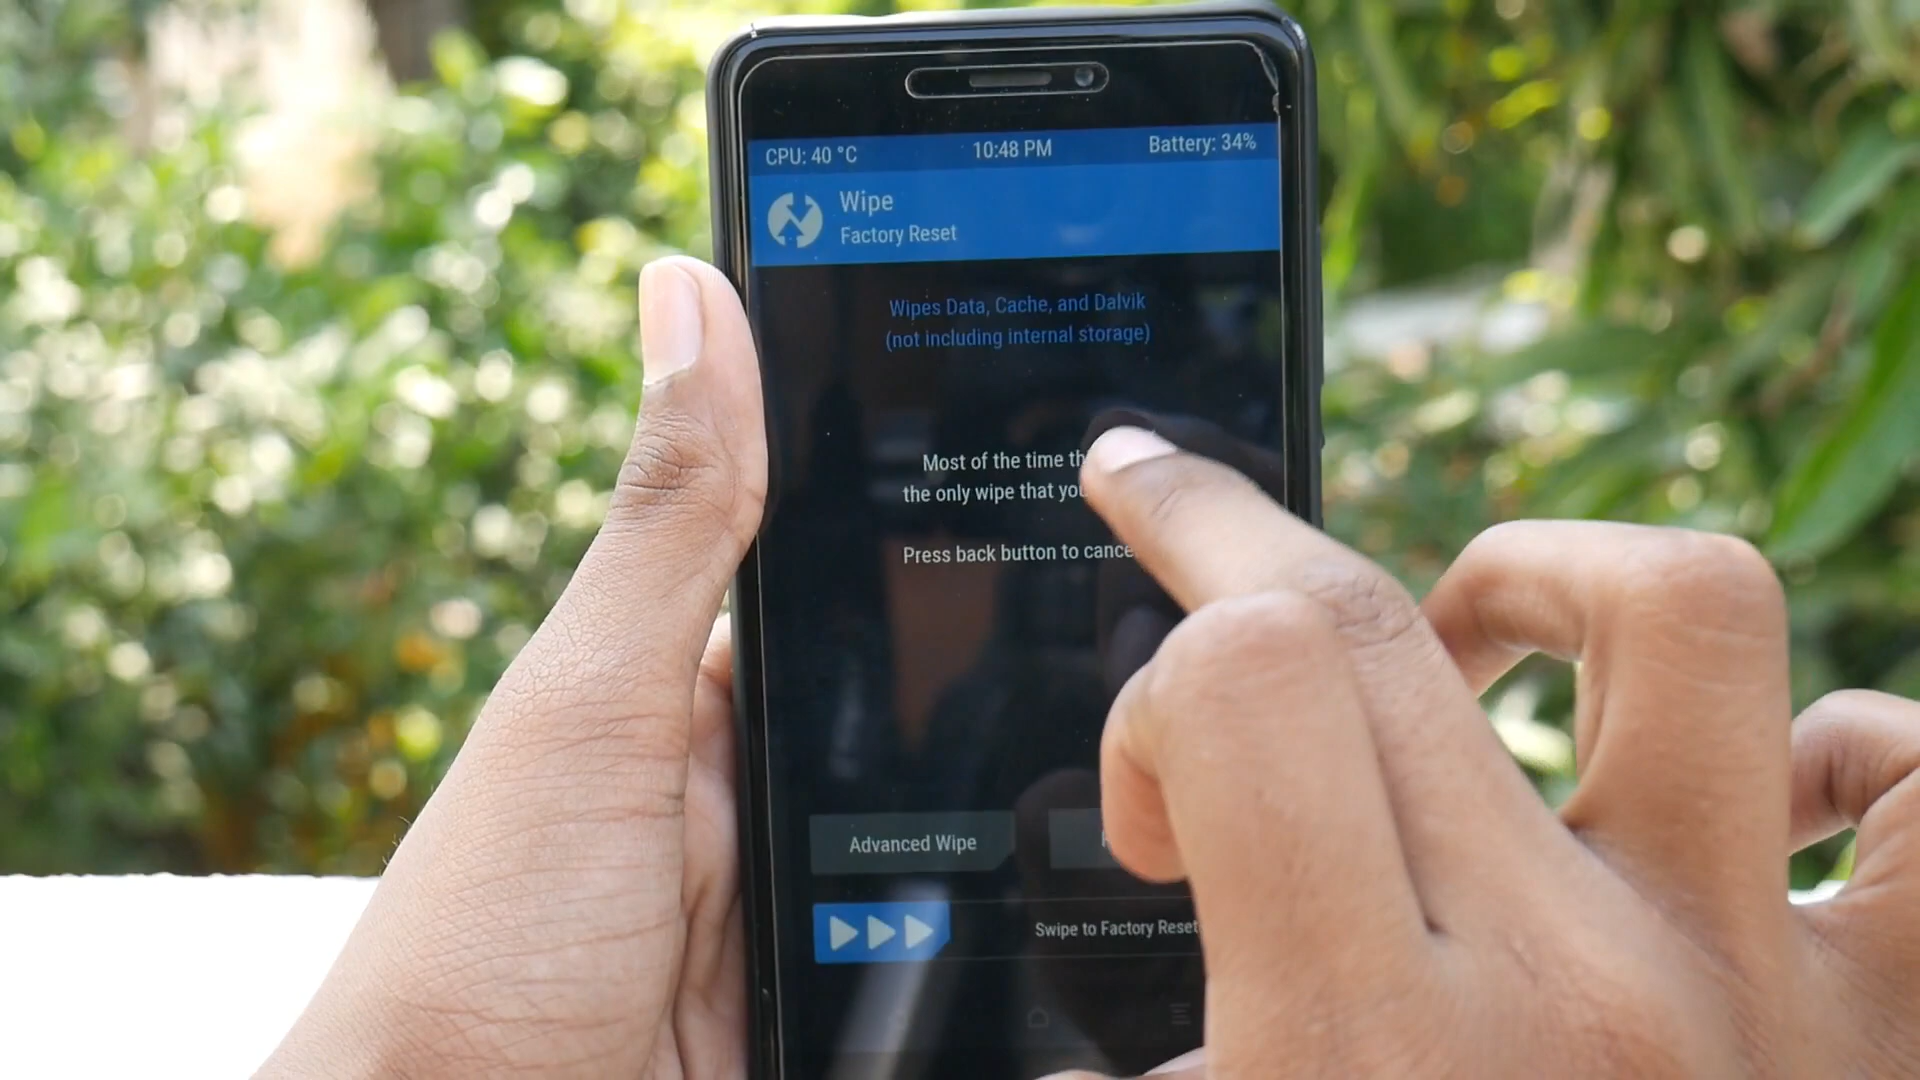 CPU: 40 °C 10:48 PM Battery: 34%
Wipe
Factory Reset
Wipes Data, Cache, and Dalvik
(not including internal storage)
Most of the time
the only wipe that
Press back button to
Advanced Wipe
Swipe to Factory Reset